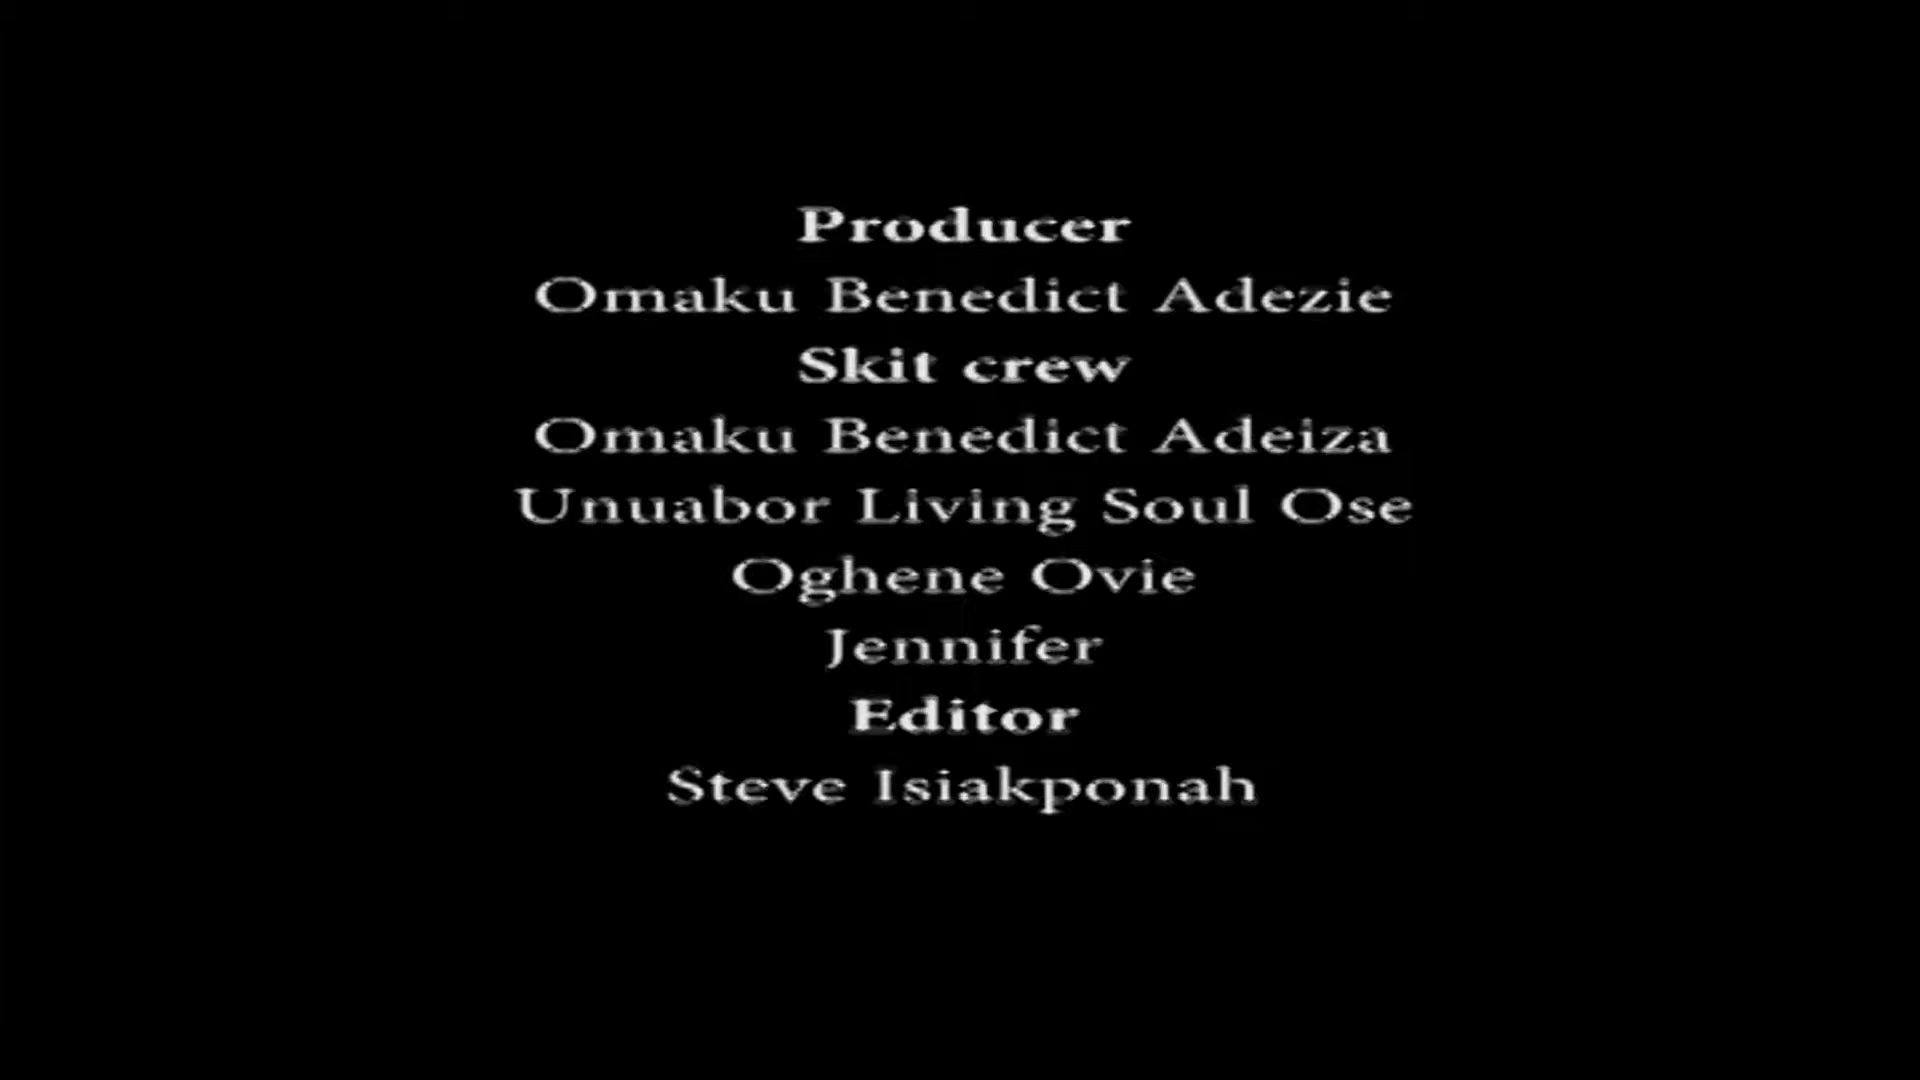 Producer
Omaku Benedict Adezie
Skit crew
Omaku Benedict Adeiza
Unuabor Living Soul Ose
Oghene Ovie
Jennifer
Editor
Steve Isiakponah